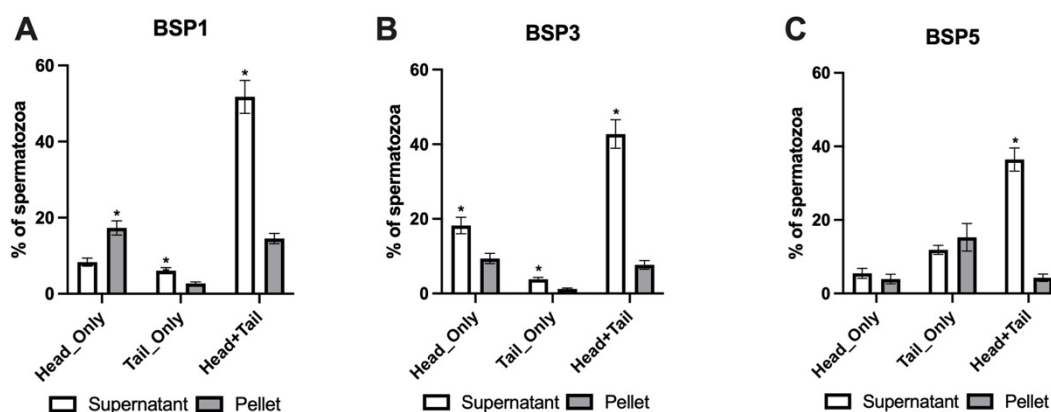 A
BSP1
% of spermatozoa
60
40
20
0
*
*
*
Head_Only
Tail_Only
Head+Tail
Supernatant
Pellet
B
BSP3
% of spermatozoa
60
40
20
0
*
*
*
Head_Only
Tail_Only
Head+Tail
Supernatant
Pellet
C
BSP5
% of spermatozoa
60
40
20
0
*
Head_Only
Tail_Only
Head+Tail
Supernatant
Pellet